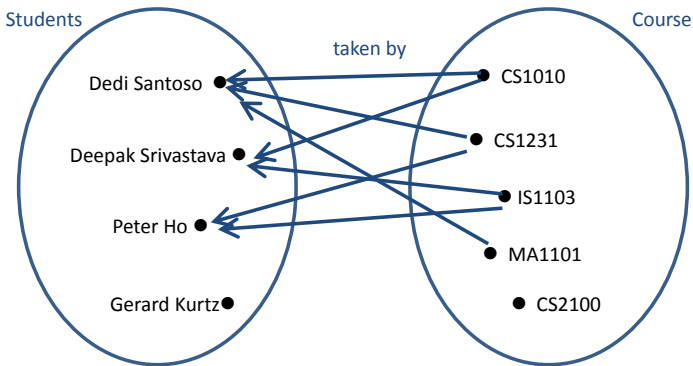 Students
Course
taken by
Dedi Santoso
CS1010
Deepak Srivastava
CS1231
Peter Ho
IS1103
Gerard Kurtz
MA1101
CS2100